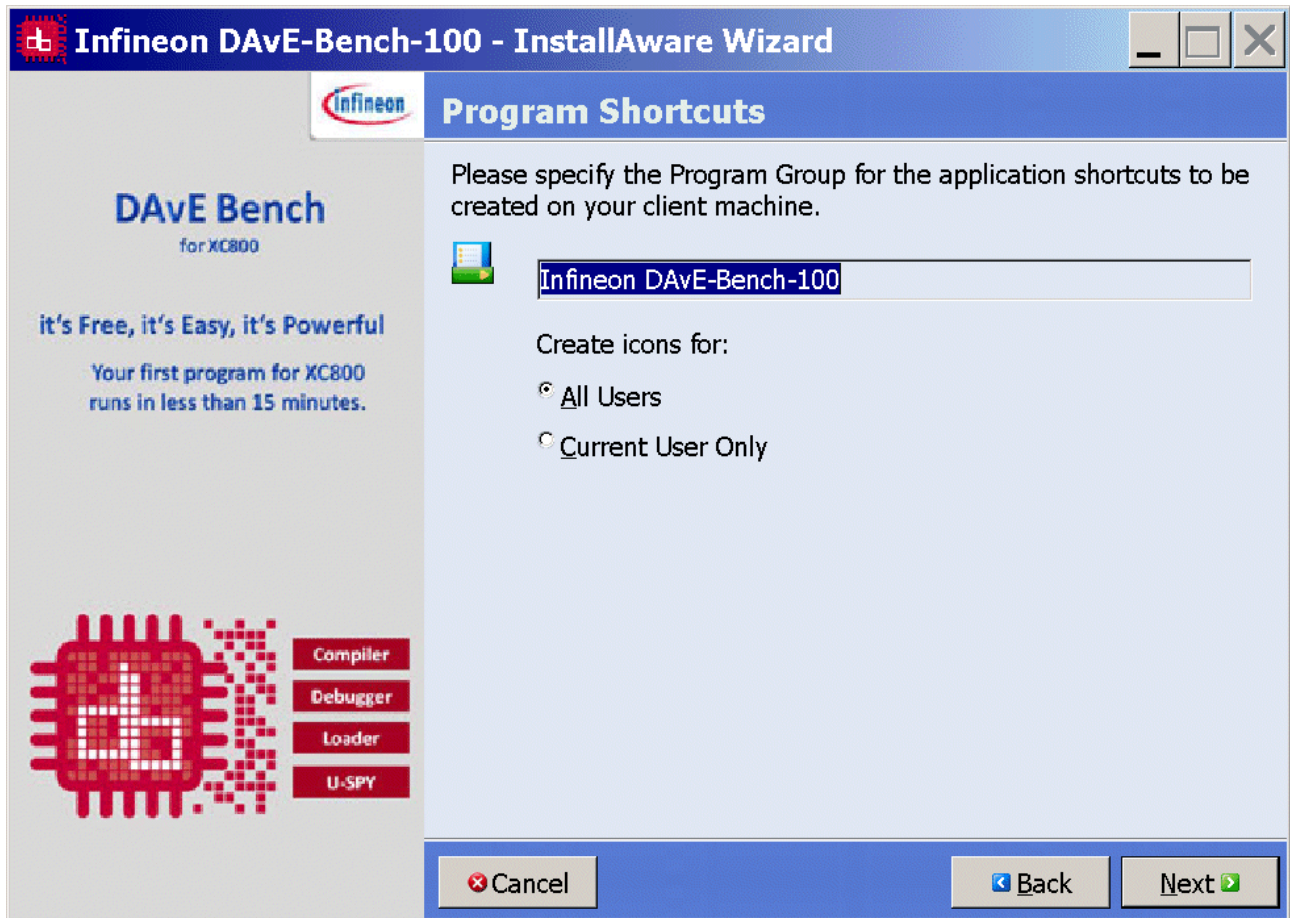 Infineon DAvE-Bench-100 - InstallAware Wizard
infineon
Program Shortcuts
DAvE Bench
for XC800
it's Free, it's Easy, it's Powerful
Your first program for XC800
runs in less than 15 minutes.
Compiler
Debugger
Loader
U-SPY
Please specify the Program Group for the application shortcuts to be
created on your client machine.
Infineon DAvE-Bench-100
Create icons for:
All Users
Current User Only
Cancel
Back
Next